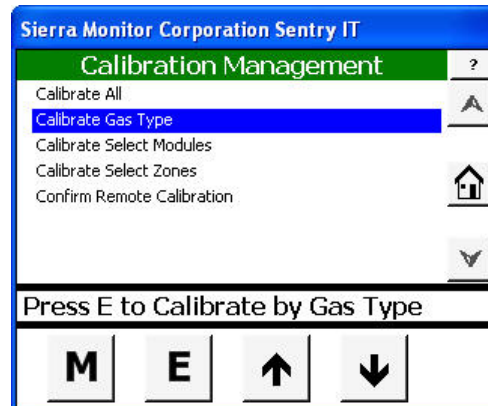 Sierra Monitor Corporation Sentry IT
Calibration Management
?
Calibrate All
Calibrate Gas Type
Calibrate Select Modules
Calibrate Select Zones
Confirm Remote Calibration
Press E to Calibrate by Gas Type
M E